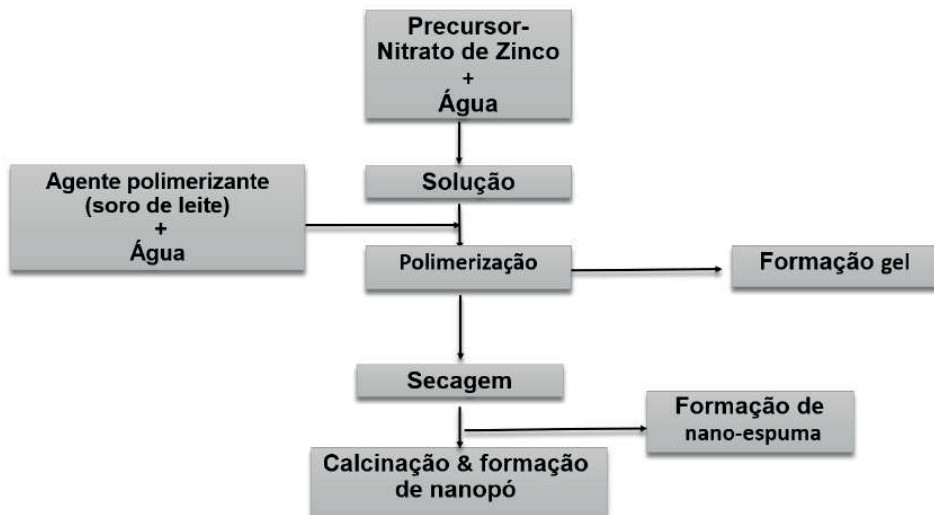 Precursor-
Nitrato de Zinco
+
Água
Solução
Agente polimerizante
(soro de leite)
+
Água
Polimerização
Formação gel
Secagem
Formação de
nano-espuma
Calcinação & formação
de nanopó